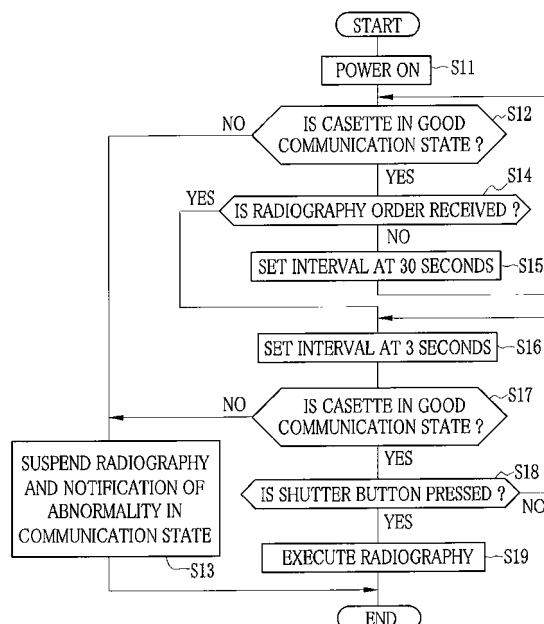 START
POWER ON
S11
S12
IS CASETTE IN GOOD
COMMUNICATION STATE ?
NO
YES
S14
YES
IS RADIOGRAPHY ORDER RECEIVED ?
NO
SET INTERVAL AT 30 SECONDS
S15
SET INTERVAL AT 3 SECONDS
S16
S17
NO
IS CASETTE IN GOOD
COMMUNICATION STATE ?
YES
SUSPEND RADIOGRAPHY
AND NOTIFICATION OF
ABNORMALITY IN
COMMUNICATION STATE
S13
S18
IS SHUTTER BUTTON PRESSED ?
NO
YES
EXECUTE RADIOGRAPHY
S19
END